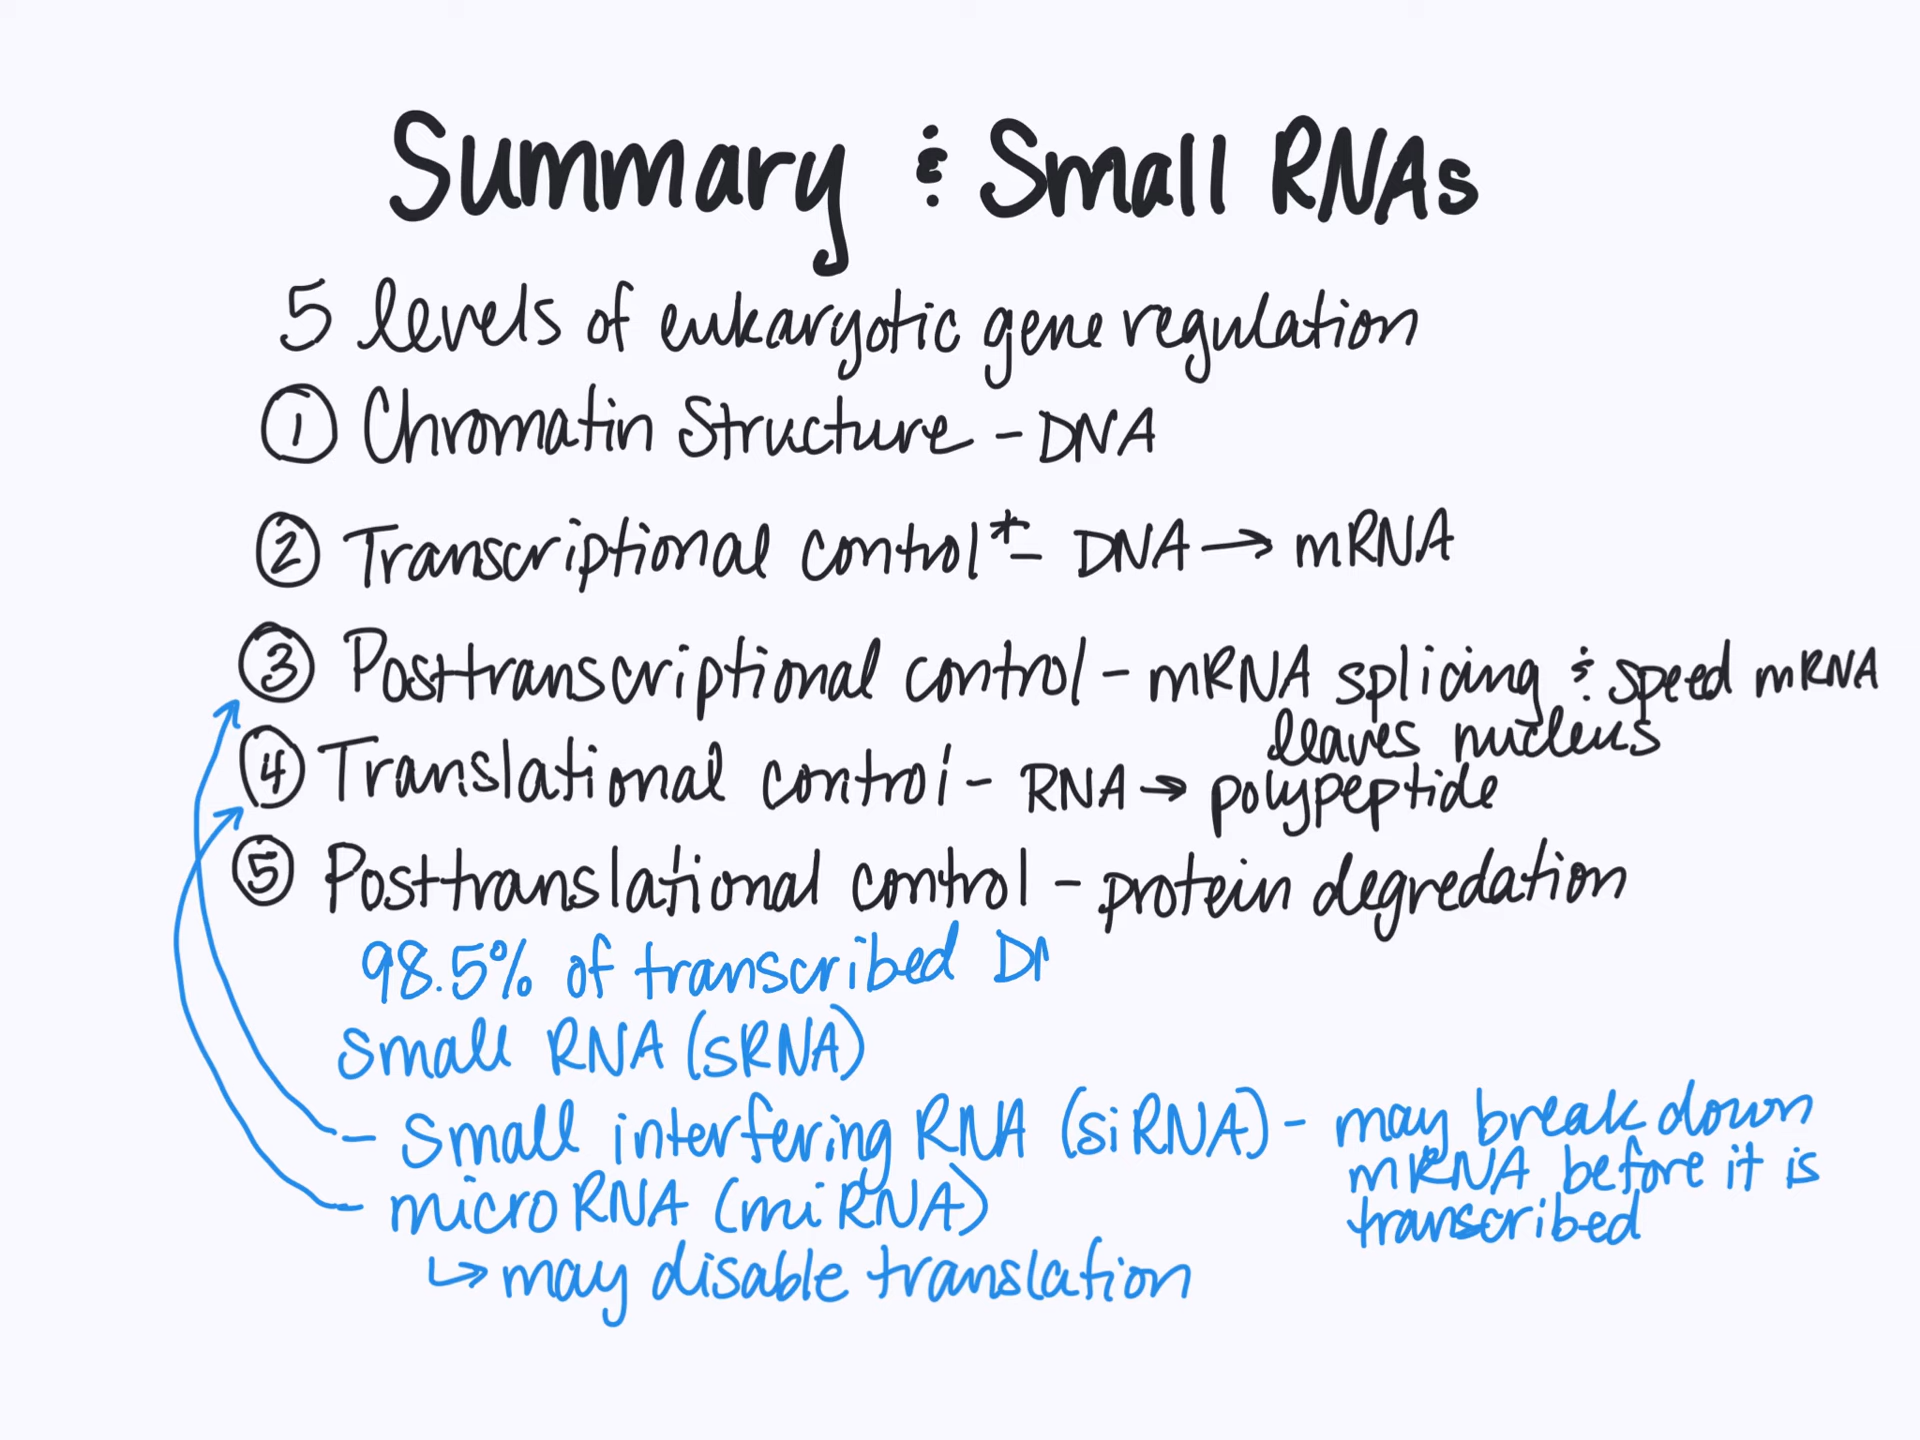 Summary & Small RNAs
5 levels of eukaryotic gene regulation
① Chromatin Structure - DNA
② Transcriptional control* - DNA → mRNA
③ Posttranscriptional control - mRNA splicing & speed mRNA
leaves nucleus
④ Translational control - RNA → polypeptide
⑤ Posttranslational control - protein degredation
98.5% of transcribed DN
small RNA (sRNA)
- small interfering RNA (siRNA) - may break down
mRNA before it is
transcribed
- micro RNA (miRNA)
↳ may disable translation